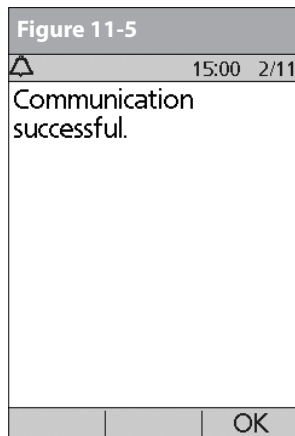 Figure 11-5
15:00 2/11
Communication
successful.
OK